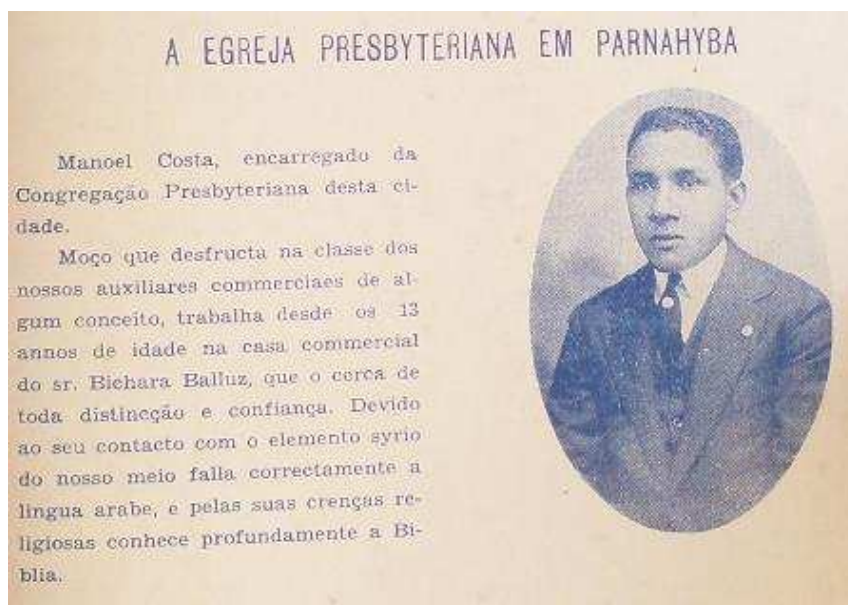 A EGREJA PRESBYTERIANA EM PARNAHYBA
Manoel Costa, encarregado da
Congregação Presbyteriana desta ci-
dade.
Moço que desfructa na classe dos
nossos auxiliares commerciaes de al-
gum conceito, trabalha desde os 13
annos de idade na casa commercial
do sr. Bichara Balluz, que o cerca de
toda distincção e confiança. Devido
ao seu contacto com o elemento syrio
do nosso meio falla correctamente a
lingua arabe, e pelas suas crenças re-
ligiosas conhece profundamente a Bi-
blia.